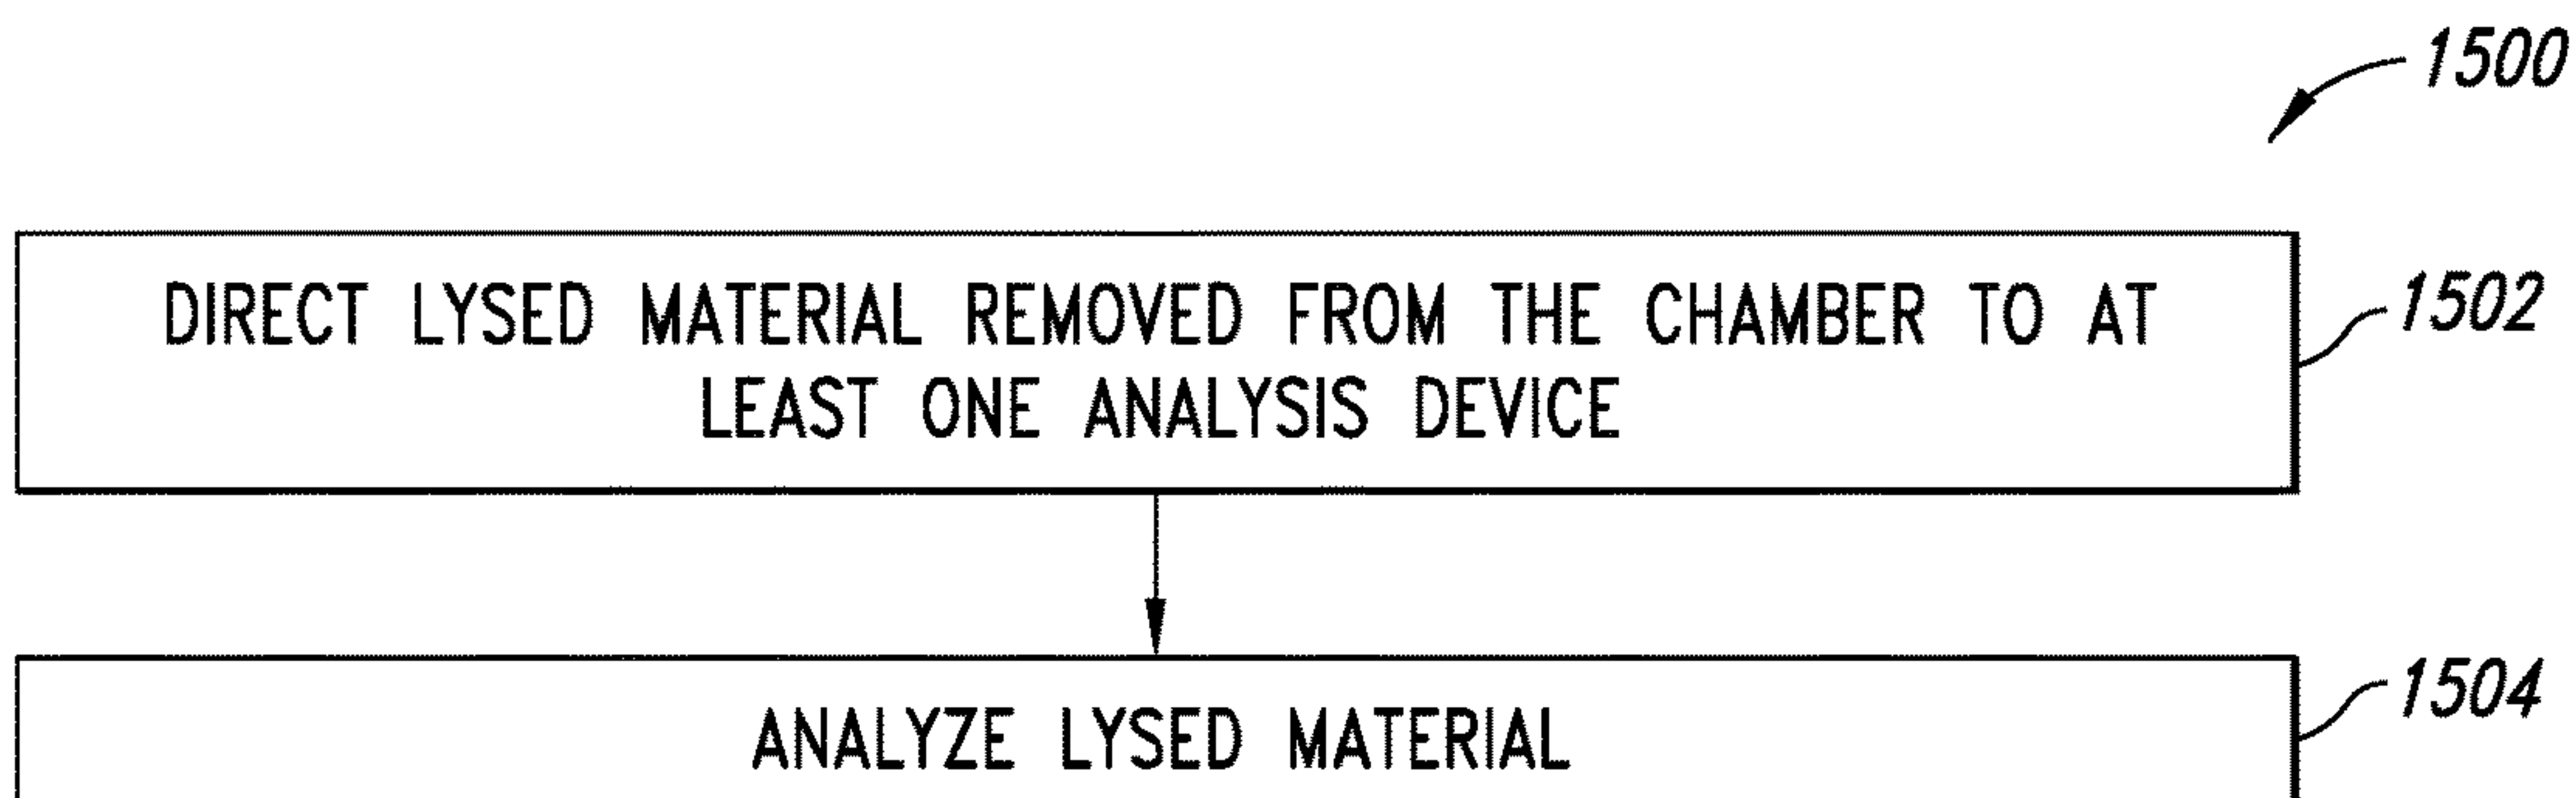 1500
DIRECT LYSED MATERIAL REMOVED FROM THE CHAMBER TO AT
LEAST ONE ANALYSIS DEVICE
1502
ANALYZE LYSED MATERIAL
1504